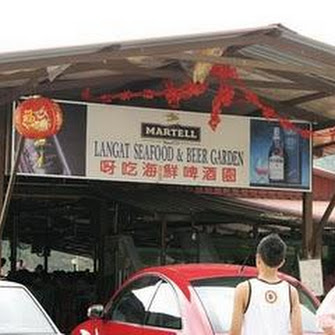 MARTELL
LANGAT SEAFOOD & BEER GARDEN
呀吃海鮮啤酒園